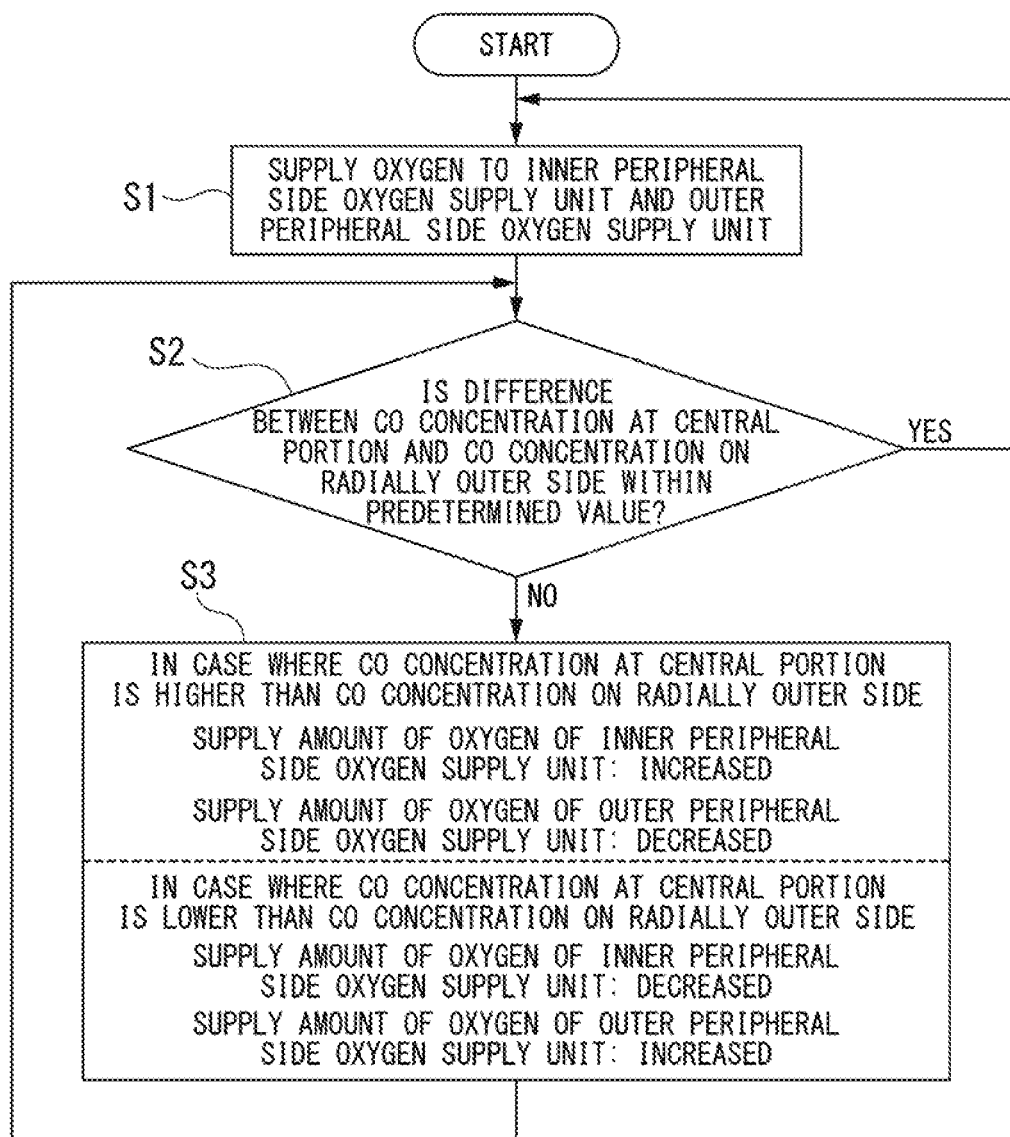 START
S1
SUPPLY OXYGEN TO INNER PERIPHERAL
SIDE OXYGEN SUPPLY UNIT AND OUTER
PERIPHERAL SIDE OXYGEN SUPPLY UNIT
S2
IS DIFFERENCE
BETWEEN CO CONCENTRATION AT CENTRAL
PORTION AND CO CONCENTRATION ON
RADIALLY OUTER SIDE WITHIN
PREDETERMINED VALUE?
YES
NO
S3
IN CASE WHERE CO CONCENTRATION AT CENTRAL PORTION
IS HIGHER THAN CO CONCENTRATION ON RADIALLY OUTER SIDE
SUPPLY AMOUNT OF OXYGEN OF INNER PERIPHERAL
SIDE OXYGEN SUPPLY UNIT: INCREASED
SUPPLY AMOUNT OF OXYGEN OF OUTER PERIPHERAL
SIDE OXYGEN SUPPLY UNIT: DECREASED
IN CASE WHERE CO CONCENTRATION AT CENTRAL PORTION
IS LOWER THAN CO CONCENTRATION ON RADIALLY OUTER SIDE
SUPPLY AMOUNT OF OXYGEN OF INNER PERIPHERAL
SIDE OXYGEN SUPPLY UNIT: DECREASED
SUPPLY AMOUNT OF OXYGEN OF OUTER PERIPHERAL
SIDE OXYGEN SUPPLY UNIT: INCREASED